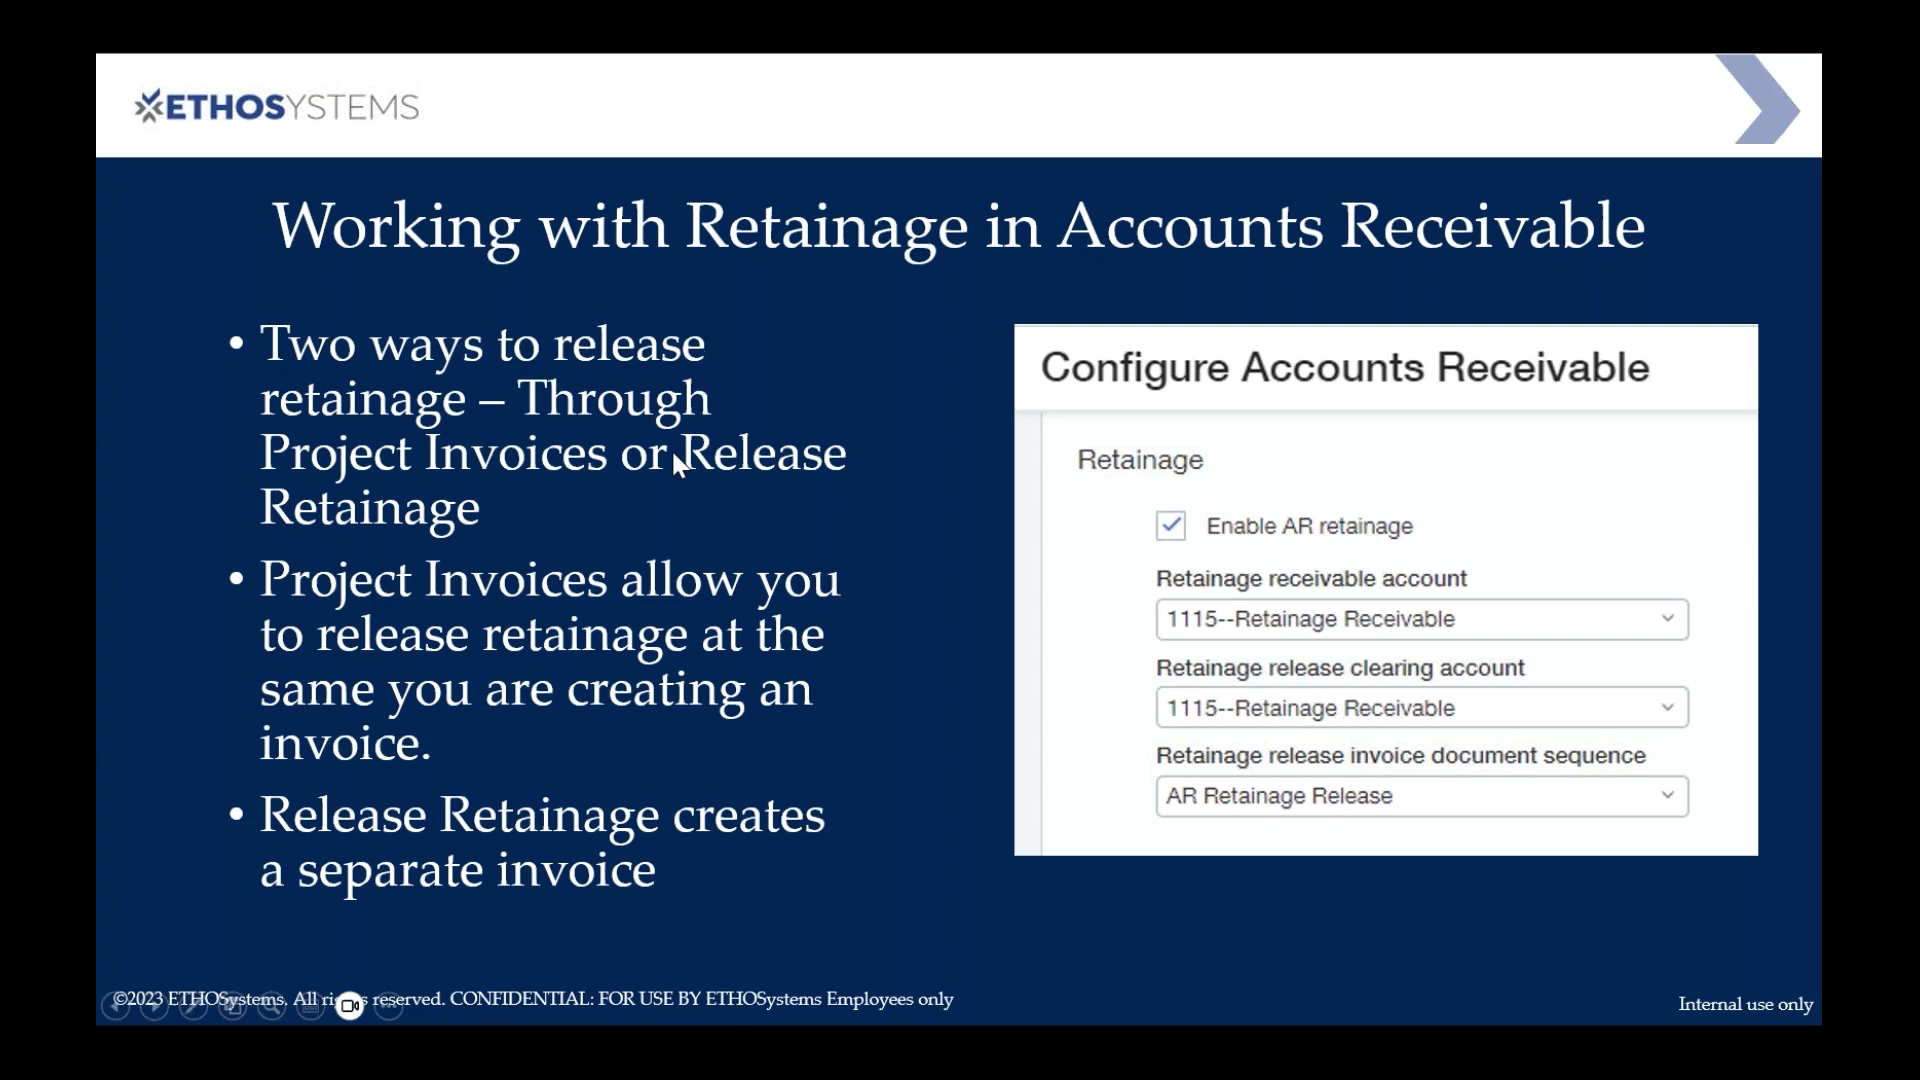 ETHOSYSTEMS
Working with Retainage in Accounts Receivable
• Two ways to release
retainage – Through
Project Invoices or Release
Retainage
• Project Invoices allow you
to release retainage at the
same you are creating an
invoice.
• Release Retainage creates
a separate invoice
Configure Accounts Receivable
Retainage
Enable AR retainage
Retainage receivable account
1115--Retainage Receivable
Retainage release clearing account
1115--Retainage Receivable
Retainage release invoice document sequence
AR Retainage Release
©2023 ETHOSystems. All reserved. CONFIDENTIAL: FOR USE BY ETHOSystems Employees only
Internal use only